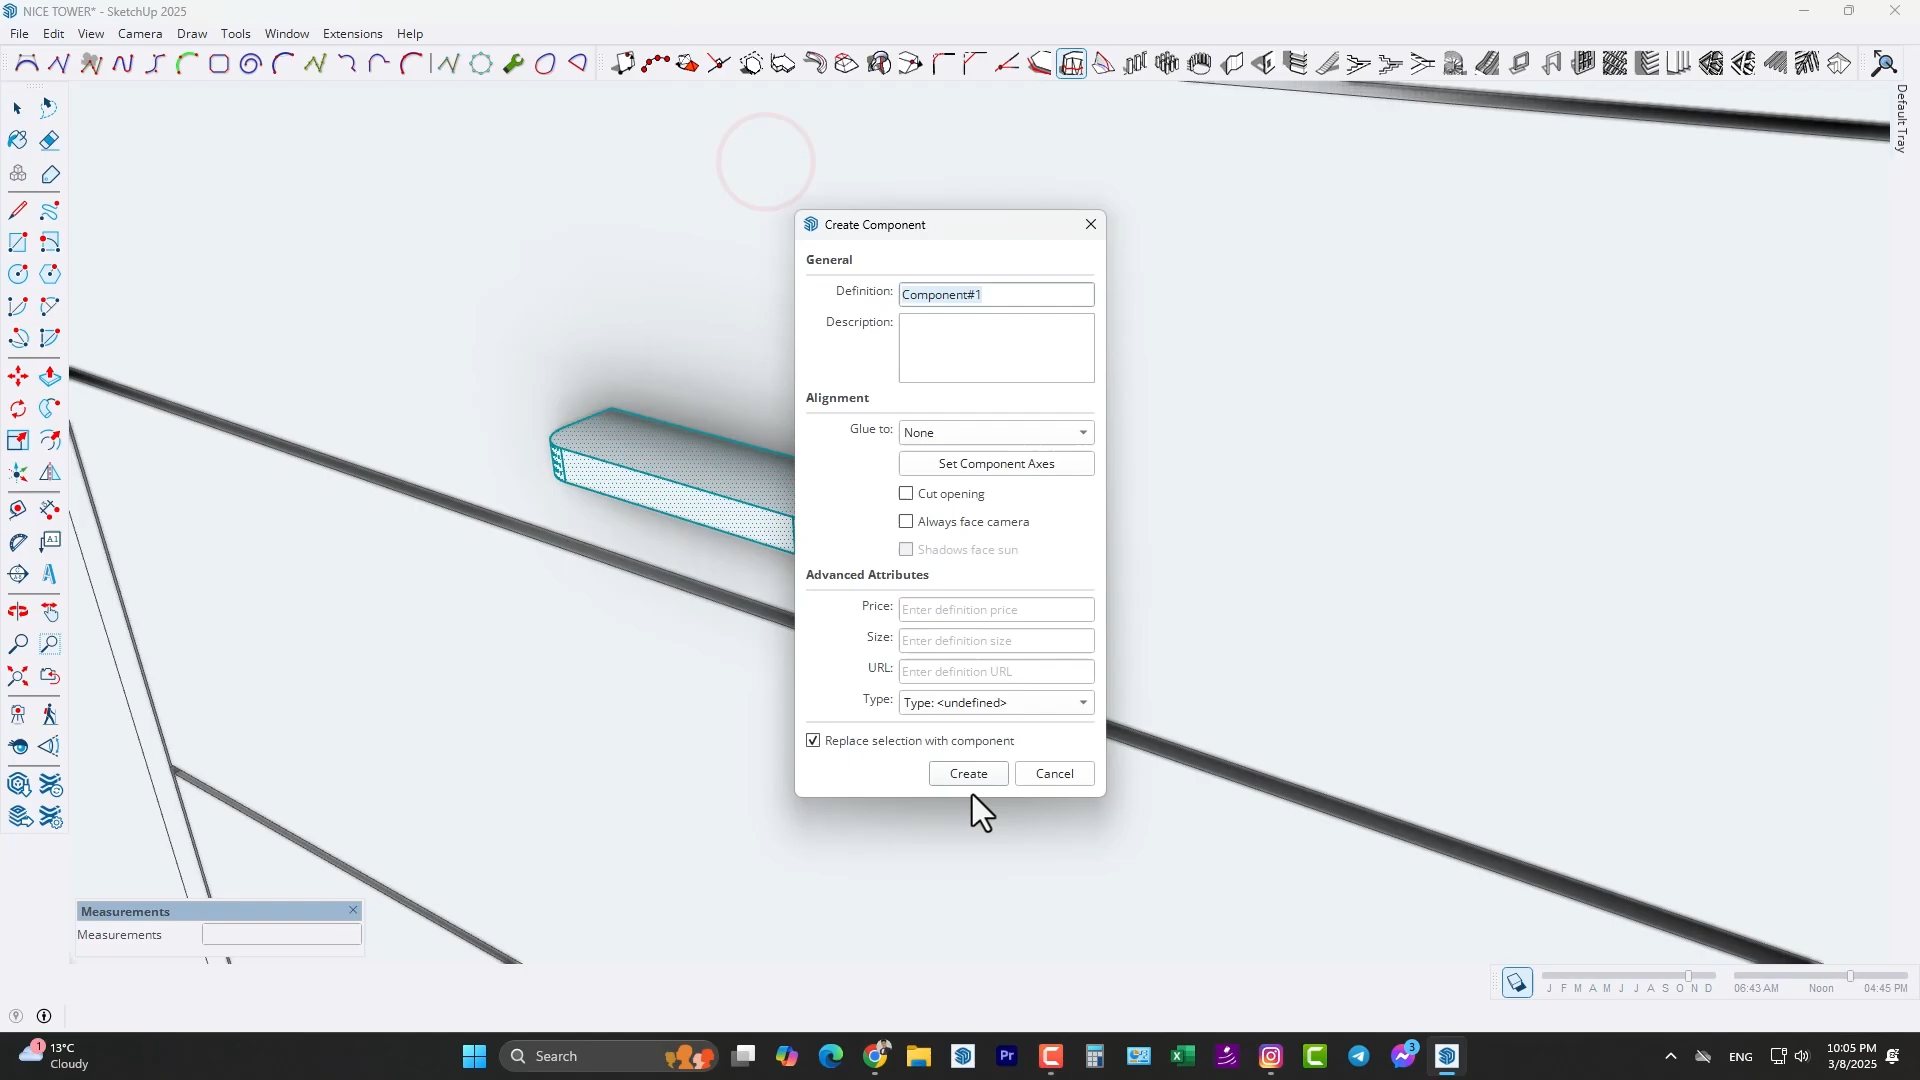 NICE TOWER* - SketchUp 2025
File Edit View Camera Draw Tools Window Extensions Help
Default Tray
Create Component
General
Definition: Component#1
Description:
Alignment
Glue to: None
Set Component Axes
Cut opening
Always face camera
Shadows face sun
Advanced Attributes
Price: Enter definition price
Size: Enter definition size
URL: Enter definition URL
Type: Type: <undefined>
Replace selection with component
Create Cancel
Measurements
Measurements
J F M A M J J A S O N D
06:43 AM Noon 04:45 PM
1 13°C
Cloudy
Search
Pr
3
ENG
10:05 PM
3/8/2025